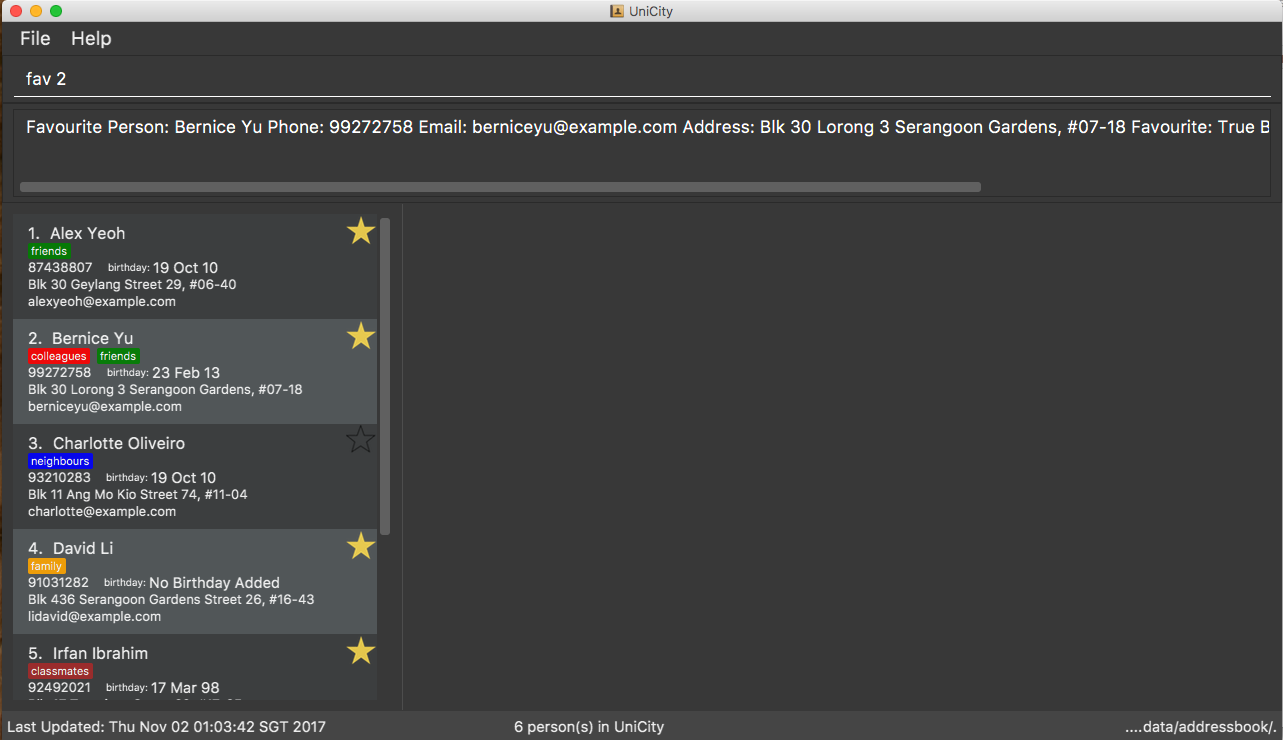 UniCity
File Help
fav 2
Favourite Person: Bernice Yu Phone: 99272758 Email: berniceyu@example.com Address: Blk 30 Lorong 3 Serangoon Gardens, #07-18 Favourite: True B
1. Alex Yeoh
friends
87438807 birthday: 19 Oct 10
Blk 30 Geylang Street 29, #06-40
alexyeoh@example.com
2. Bernice Yu
colleagues friends
99272758 birthday: 23 Feb 13
Blk 30 Lorong 3 Serangoon Gardens, #07-18
berniceyu@example.com
3. Charlotte Oliveiro
neighbours
93210283 birthday: 19 Oct 10
Blk 11 Ang Mo Kio Street 74, #11-04
charlotte@example.com
4. David Li
family
91031282 birthday: No Birthday Added
Blk 436 Serangoon Gardens Street 26, #16-43
lidavid@example.com
5. Irfan Ibrahim
classmates
92492021 birthday: 17 Mar 98
Last Updated: Thu Nov 02 01:03:42 SGT 2017 6 person(s) in UniCity ....data/addressbook/.